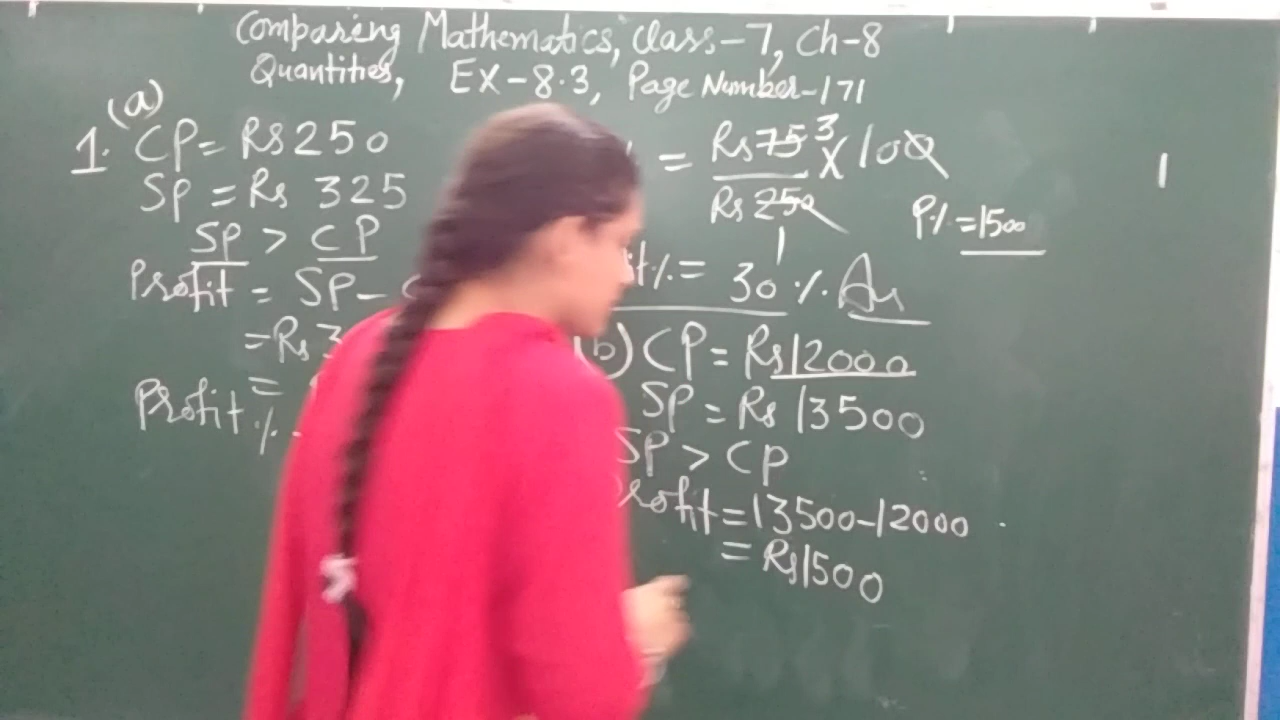 Comparing Mathematics, Class-7, Ch-8
Quantities, EX-8.3, Page Number-171
(a)
1. CP = Rs 250
SP = Rs 325
SP > CP
Profit = SP -
= Rs 3
=
Profit %
= Rs 75 3 X 100
Rs 250
1
% = 30 % Ans
P% = 1500
(b) CP = Rs 12000
SP = Rs 13500
SP > CP
Profit = 13500-12000
= Rs 1500